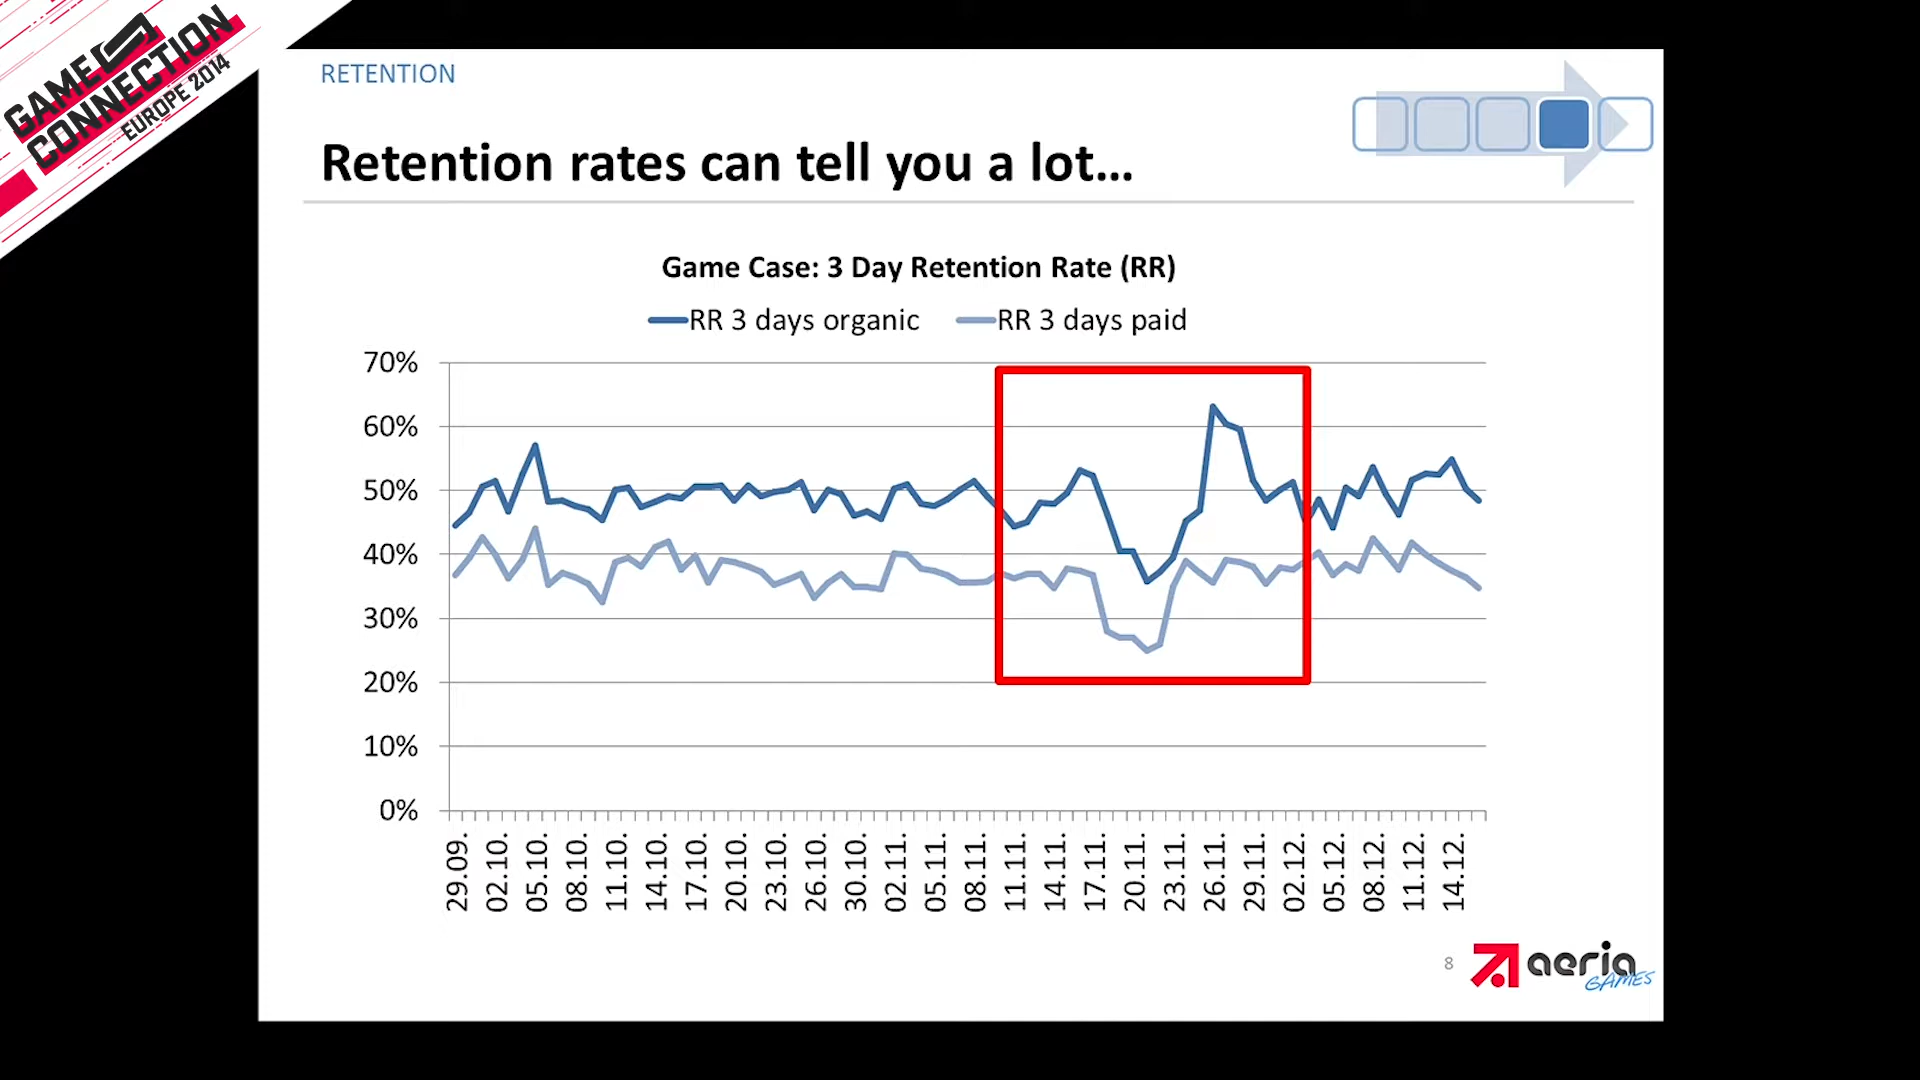 GAME
CONNECTION
EUROPE 2014
RETENTION
Retention rates can tell you a lot...
Game Case: 3 Day Retention Rate (RR)
RR 3 days organic RR 3 days paid
70%
60%
50%
40%
30%
20%
10%
0%
29.09. 02.10. 05.10. 08.10. 11.10. 14.10. 17.10. 20.10. 23.10. 26.10. 30.10. 02.11. 05.11. 08.11. 11.11. 14.11. 17.11. 20.11. 23.11. 26.11. 29.11. 02.12. 05.12. 08.12. 11.12. 14.12.
8
aeria
GAMES